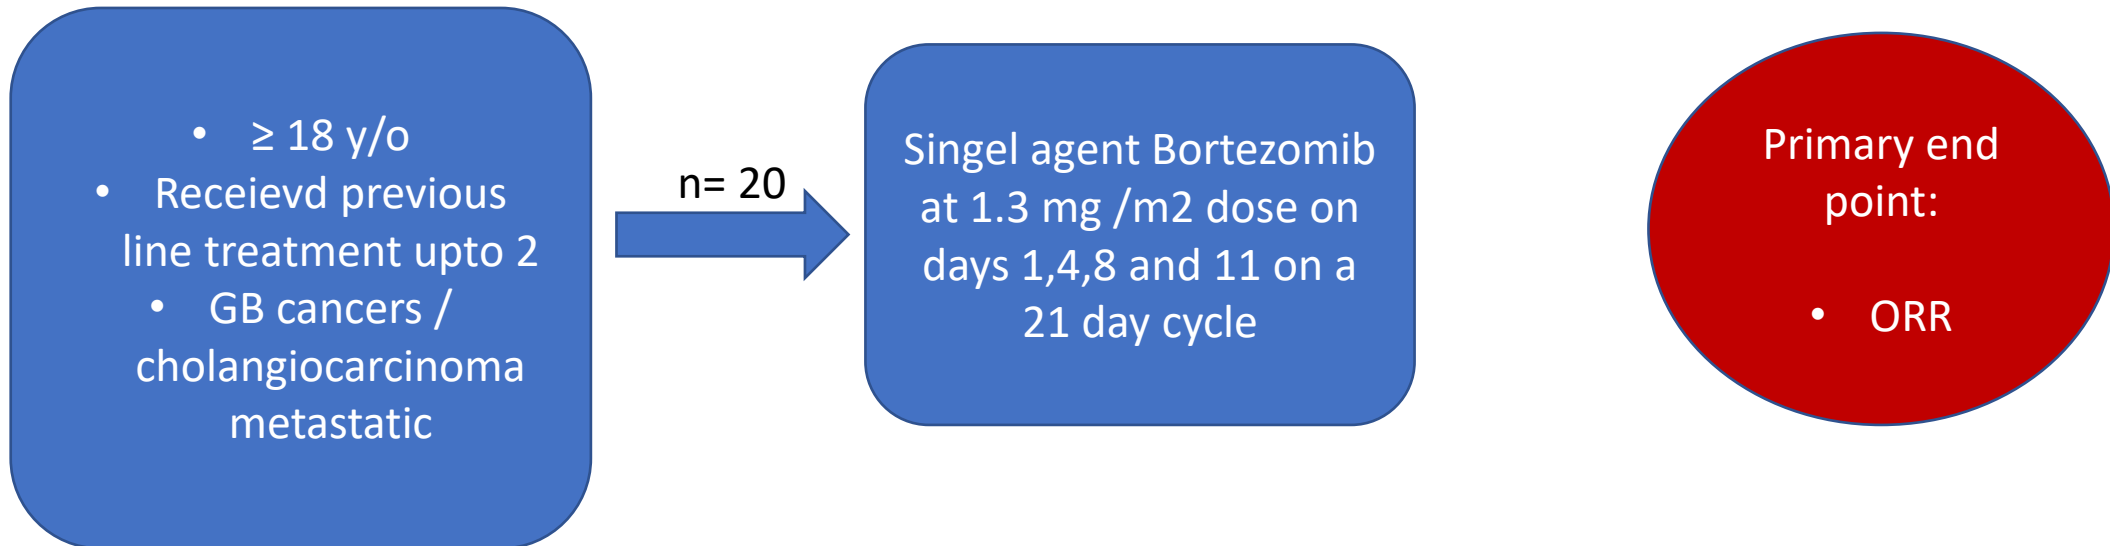 • ≥ 18 y/o
• Receievd previous
line treatment upto 2
• GB cancers /
cholangiocarcinoma
metastatic
n= 20
Singel agent Bortezomib
at 1.3 mg /m2 dose on
days 1,4,8 and 11 on a
21 day cycle
Primary end
point:
• ORR